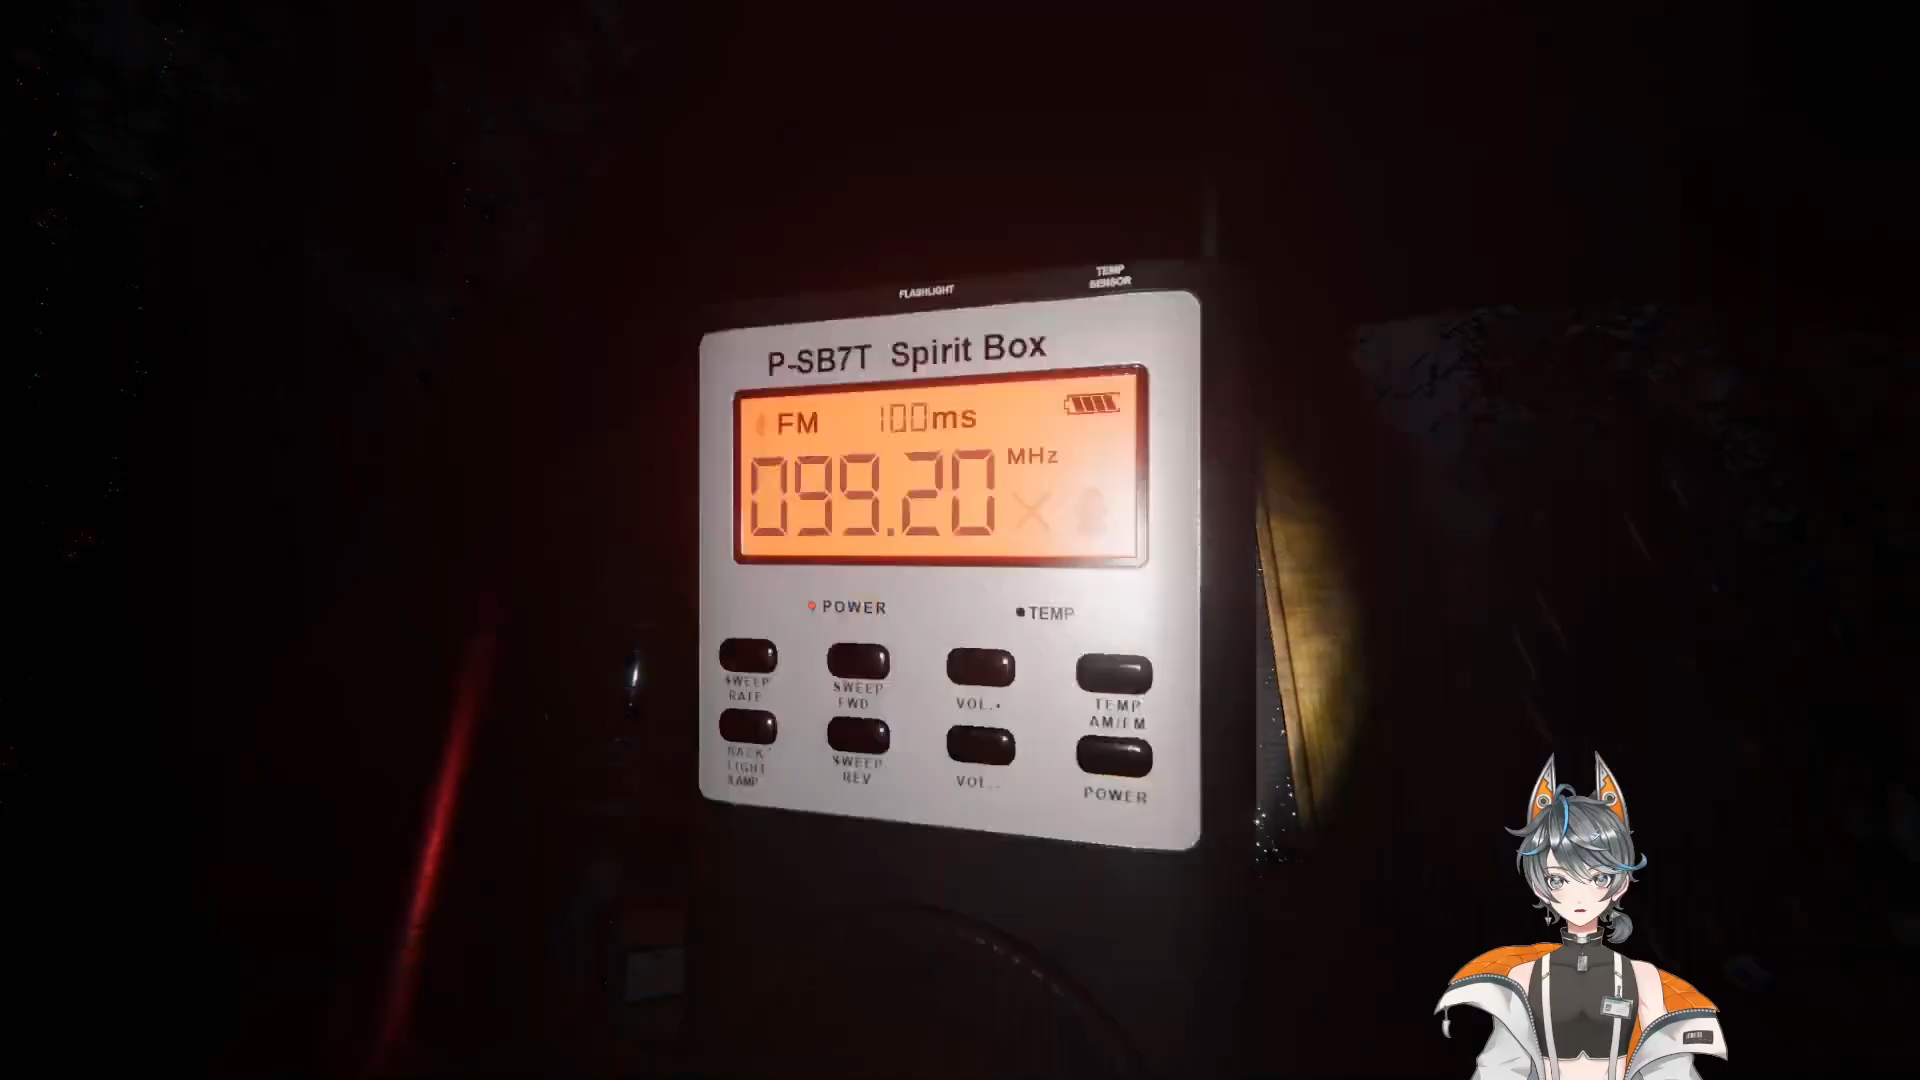 FLASHLIGHT
TEMP
SENSOR
P-SB7T Spirit Box
FM 100ms
099.20 MHz
POWER
TEMP
SWEEP
RATE
SWEEP
FWD
VOL.+
TEMP
AM/FM
BACK
LIGHT
LAMP
SWEEP
REV
VOL.-
POWER